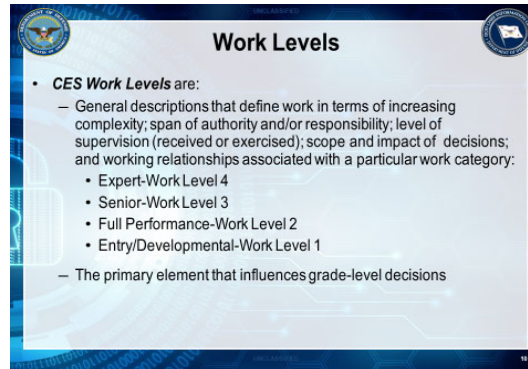 UNCLASSIFIED
Work Levels
• CES Work Levels are:
– General descriptions that define work in terms of increasing
complexity; span of authority and/or responsibility; level of
supervision (received or exercised); scope and impact of decisions;
and working relationships associated with a particular work category:
• Expert-Work Level 4
• Senior-Work Level 3
• Full Performance-Work Level 2
• Entry/Developmental-Work Level 1
– The primary element that influences grade-level decisions
UNCLASSIFIED